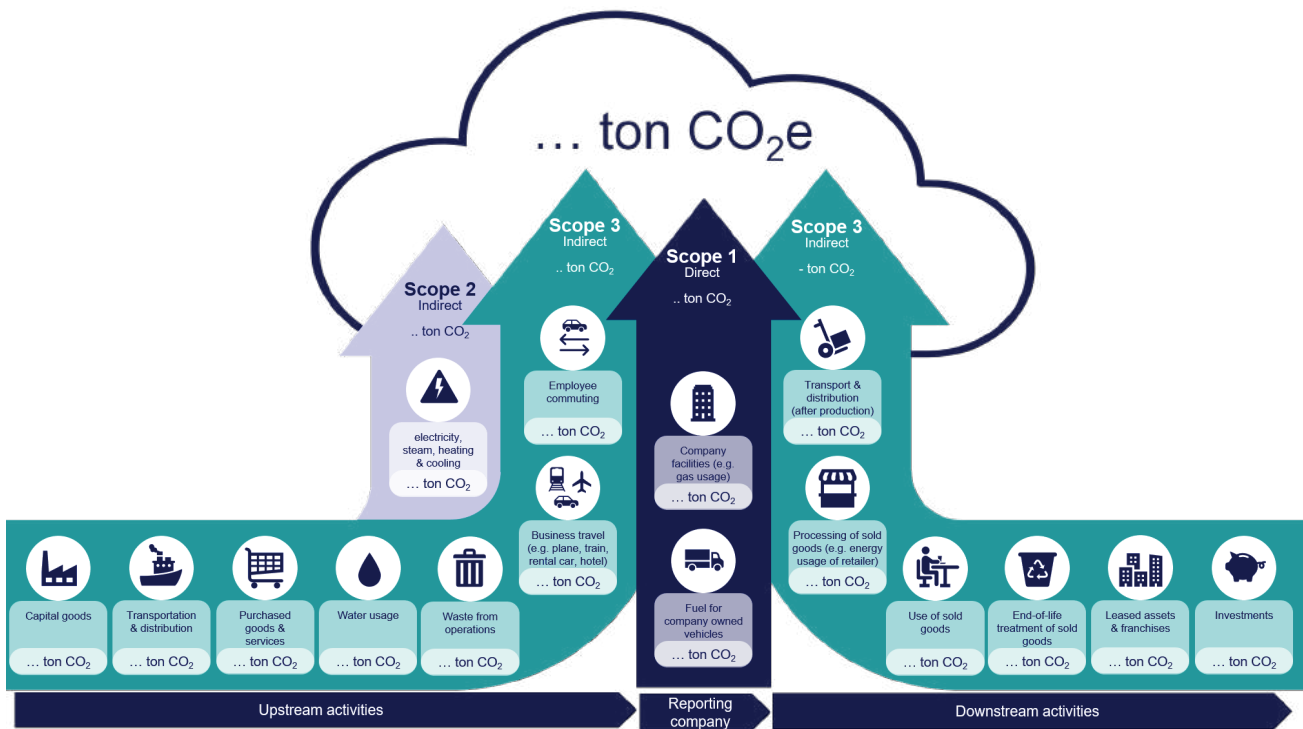 … ton CO₂e
Scope 2
Indirect
.. ton CO₂
electricity,
steam, heating
& cooling
… ton CO₂
Scope 3
Indirect
.. ton CO₂
Employee
commuting
… ton CO₂
Business travel
(e.g. plane, train,
rental car, hotel)
… ton CO₂
Scope 1
Direct
.. ton CO₂
Company
facilities (e.g.
gas usage)
… ton CO₂
Fuel for
company owned
vehicles
… ton CO₂
Scope 3
Indirect
- ton CO₂
Transport &
distribution
(after production)
… ton CO₂
Processing of sold
goods (e.g. energy
usage of retailer)
… ton CO₂
Capital goods
… ton CO₂
Transportation
& distribution
… ton CO₂
Purchased
goods &
services
… ton CO₂
Water usage
… ton CO₂
Waste from
operations
… ton CO₂
Use of sold
goods
… ton CO₂
End-of-life
treatment of sold
goods
… ton CO₂
Leased assets
& franchises
… ton CO₂
Investments
… ton CO₂
Upstream activities
Reporting
company
Downstream activities